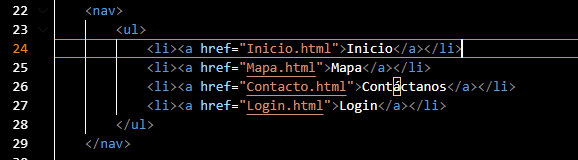 22 <nav>
23 <ul>
24 <li><a href="Inicio.html">Inicio</a></li>
25 <li><a href="Mapa.html">Mapa</a></li>
26 <li><a href="Contacto.html">Contáctanos</a></li>
27 <li><a href="Login.html">Login</a></li>
28 </ul>
29 </nav>